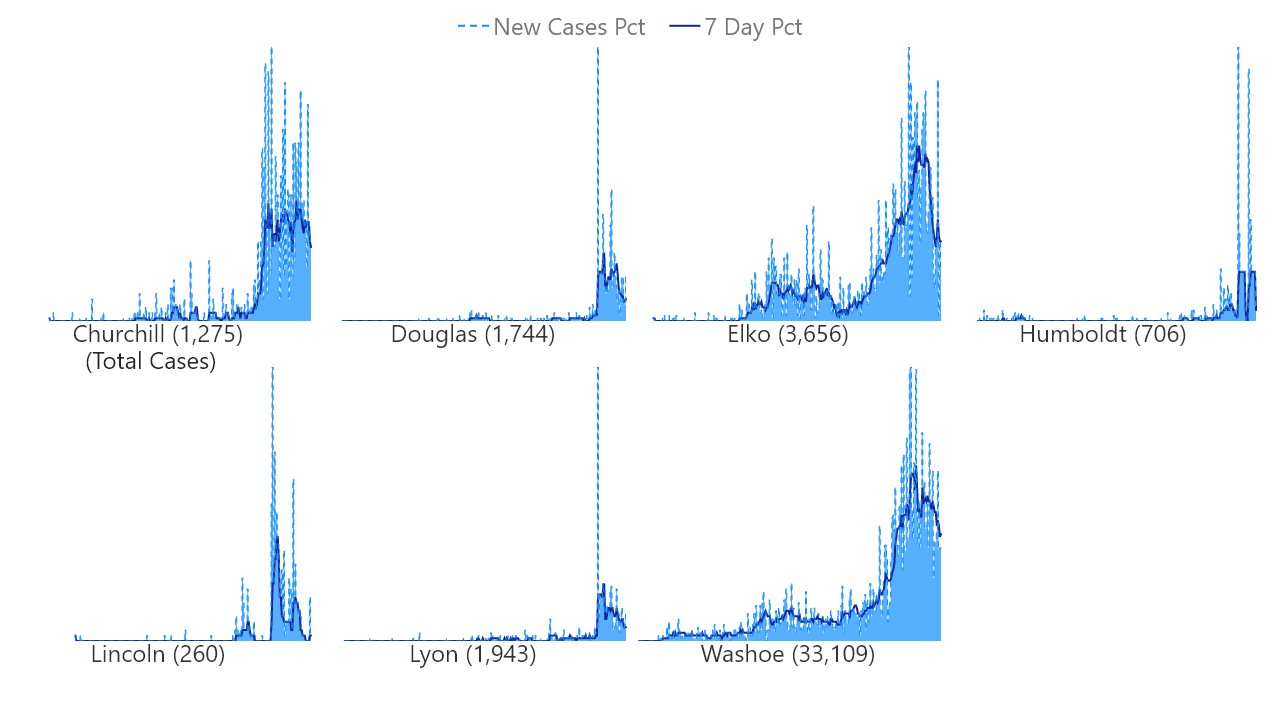 New Cases Pct 7 Day Pct
Churchill (1,275) Douglas (1,744) Elko (3,656) Humboldt (706)
(Total Cases)
Lincoln (260) Lyon (1,943) Washoe (33,109)